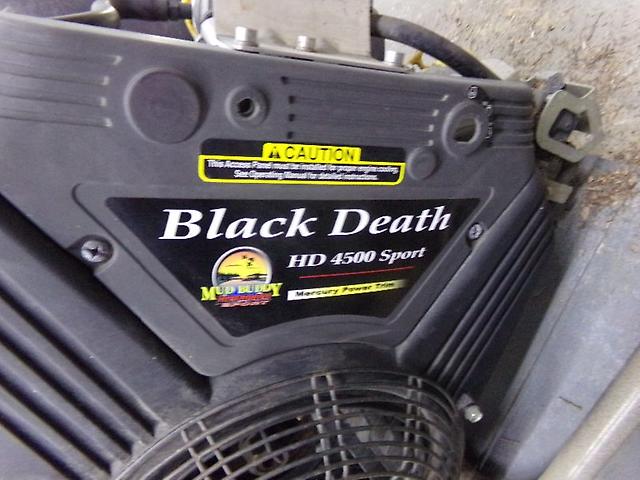 CAUTION
This Access Panel must be installed for proper engine cooling.
See Operating Manual for detailed instructions.
Black Death
HD 4500 Sport
MUD BUDDY
Mercury Power Trim